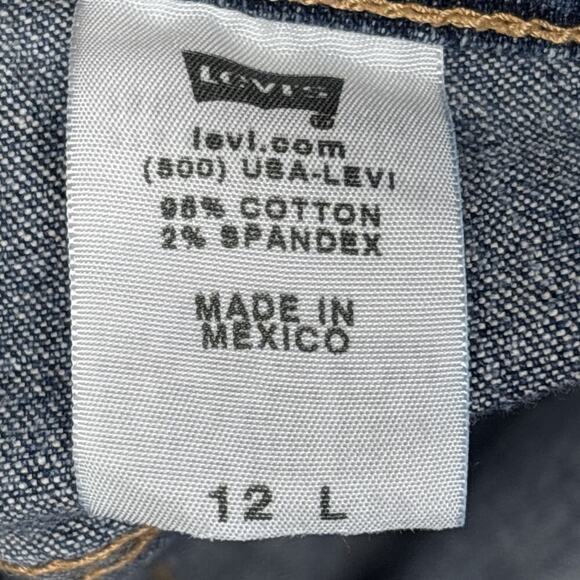 LEVI'S
levi.com
(800) USA-LEVI
98% COTTON
2% SPANDEX
MADE IN
MEXICO
12 L